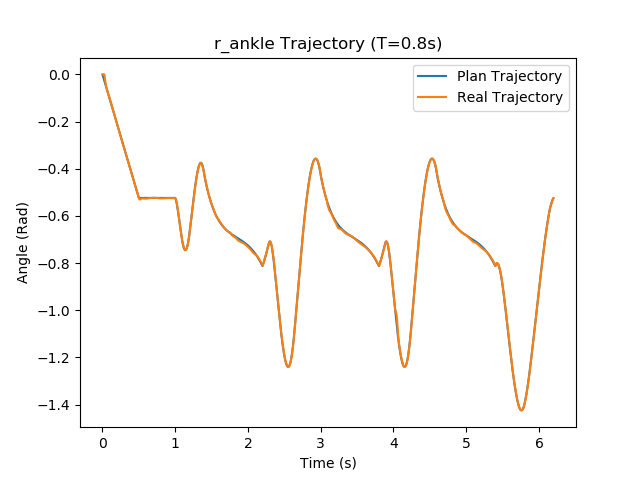 r_ankle Trajectory (T=0.8s)
Plan Trajectory
Real Trajectory
Angle (Rad)
0.0
−0.2
−0.4
−0.6
−0.8
−1.0
−1.2
−1.4
0 1 2 3 4 5 6
Time (s)